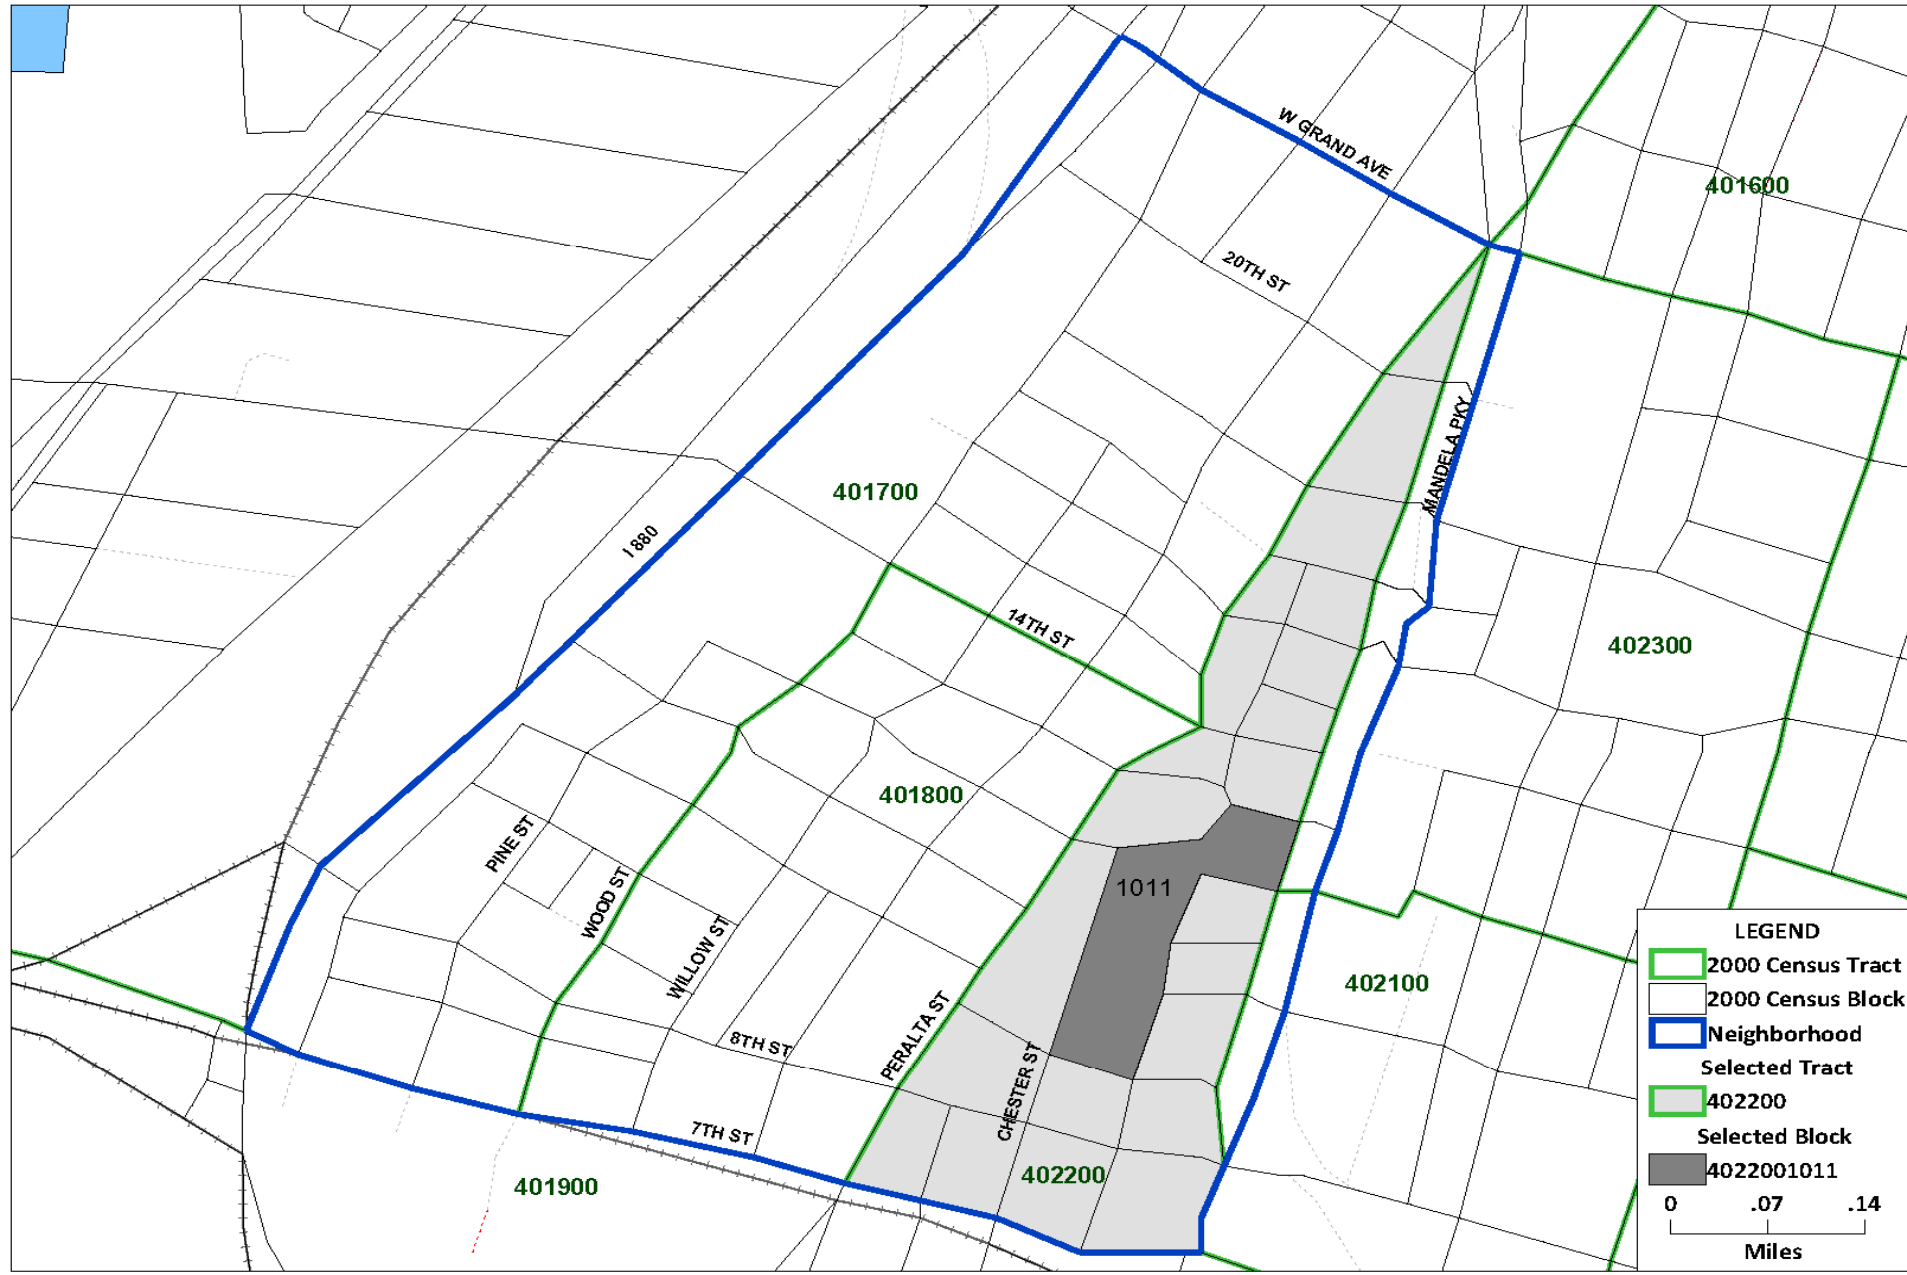 W GRAND AVE
401600
20TH ST
MANDELA PKY
401700
I 880
14TH ST
402300
401800
PINE ST
WOOD ST
1011
WILLOW ST
402100
PERALTA ST
8TH ST
CHESTER ST
7TH ST
402200
401900
LEGEND
2000 Census Tract
2000 Census Block
Neighborhood
Selected Tract
402200
Selected Block
4022001011
0 .07 .14
Miles